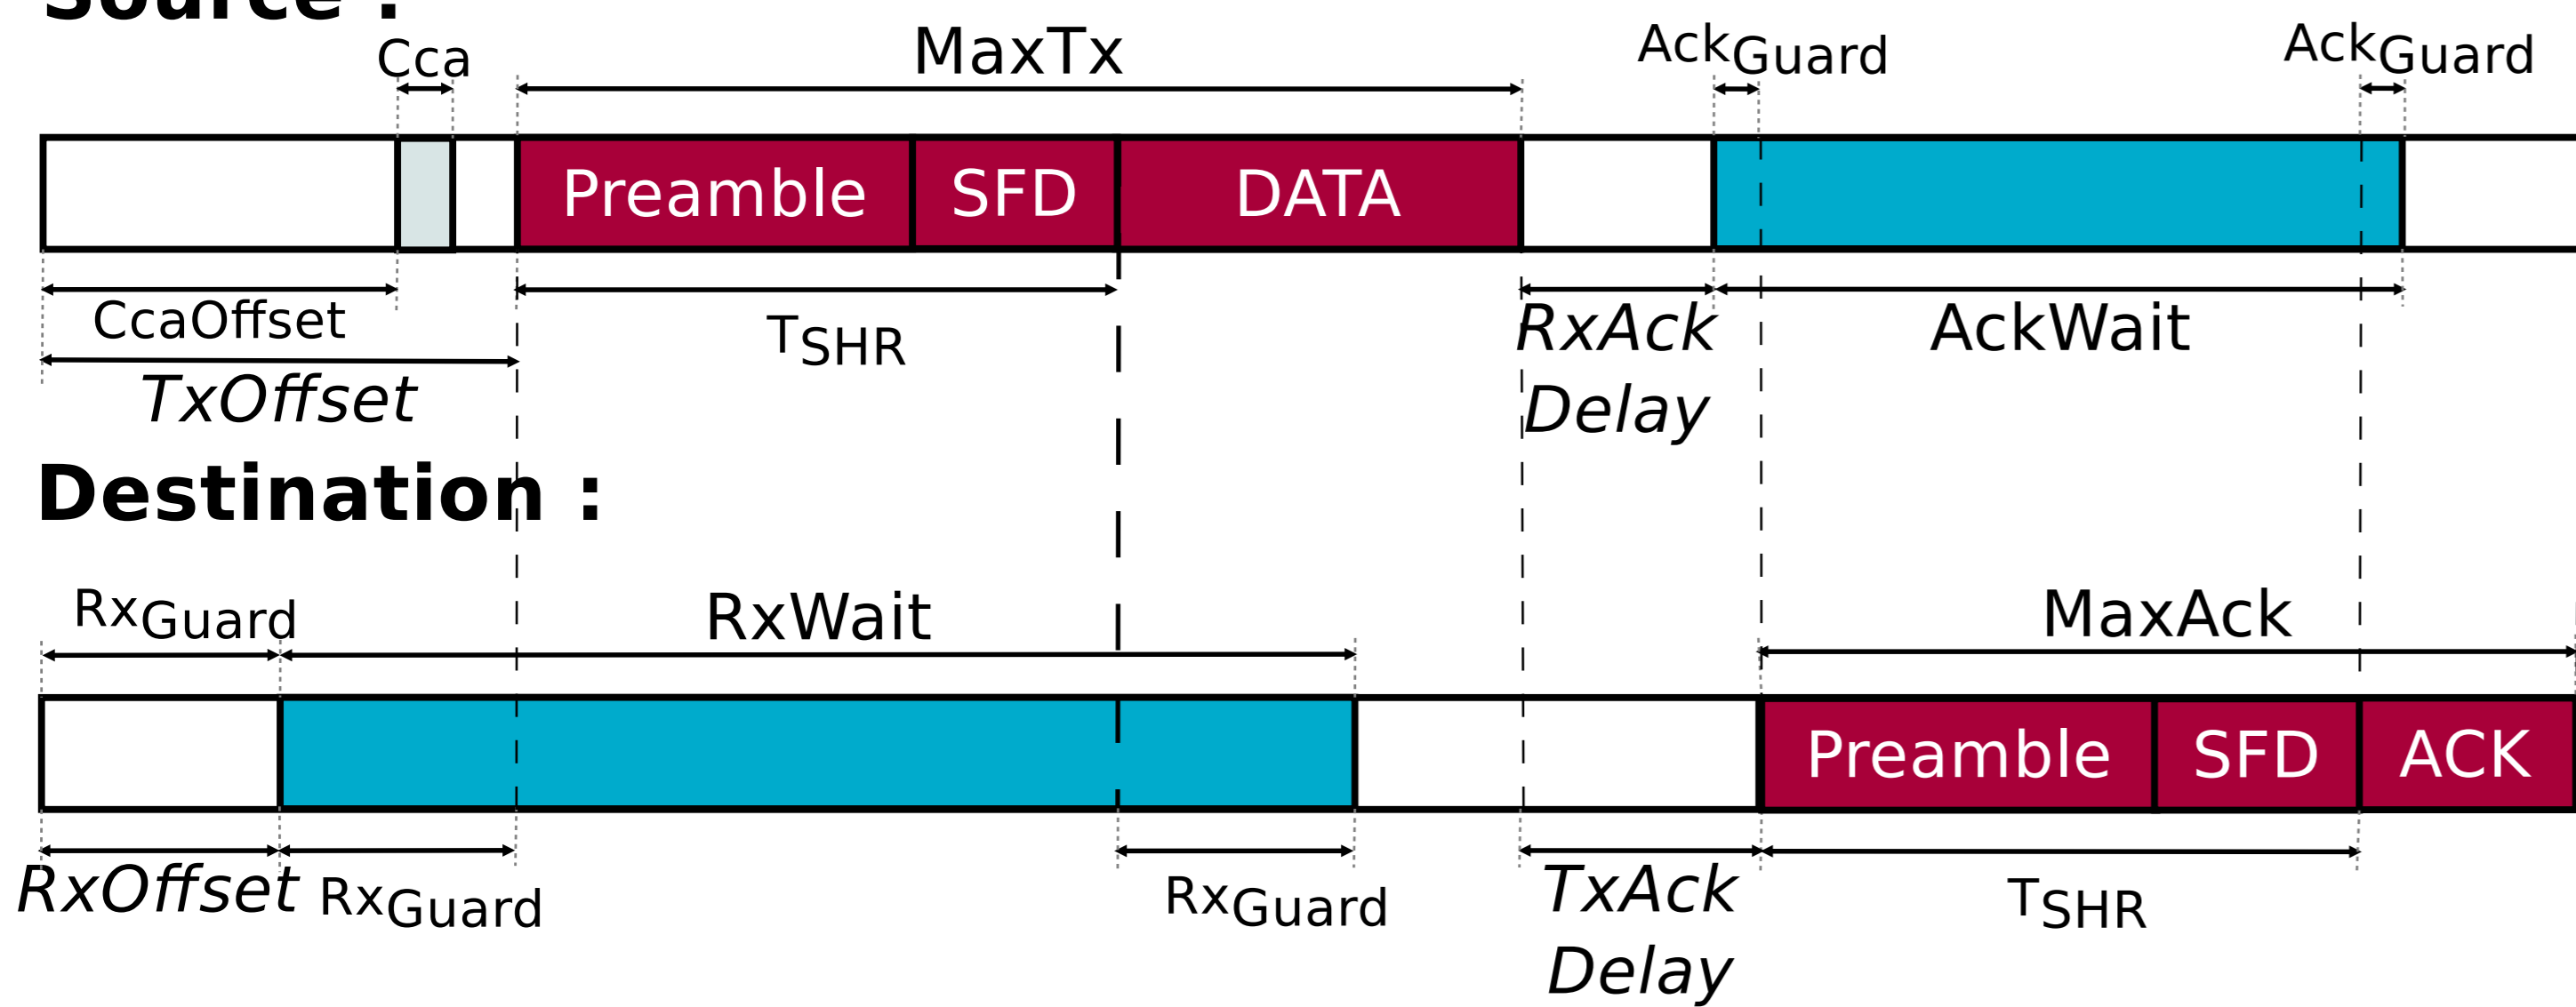 Source :
Cca
MaxTx
AckGuard
AckGuard
Preamble
SFD
DATA
CcaOffset
TSHR
RxAck
Delay
AckWait
TxOffset
Destination :
RxGuard
RxWait
MaxAck
Preamble
SFD
ACK
RxOffset
RxGuard
RxGuard
TxAck
Delay
TSHR